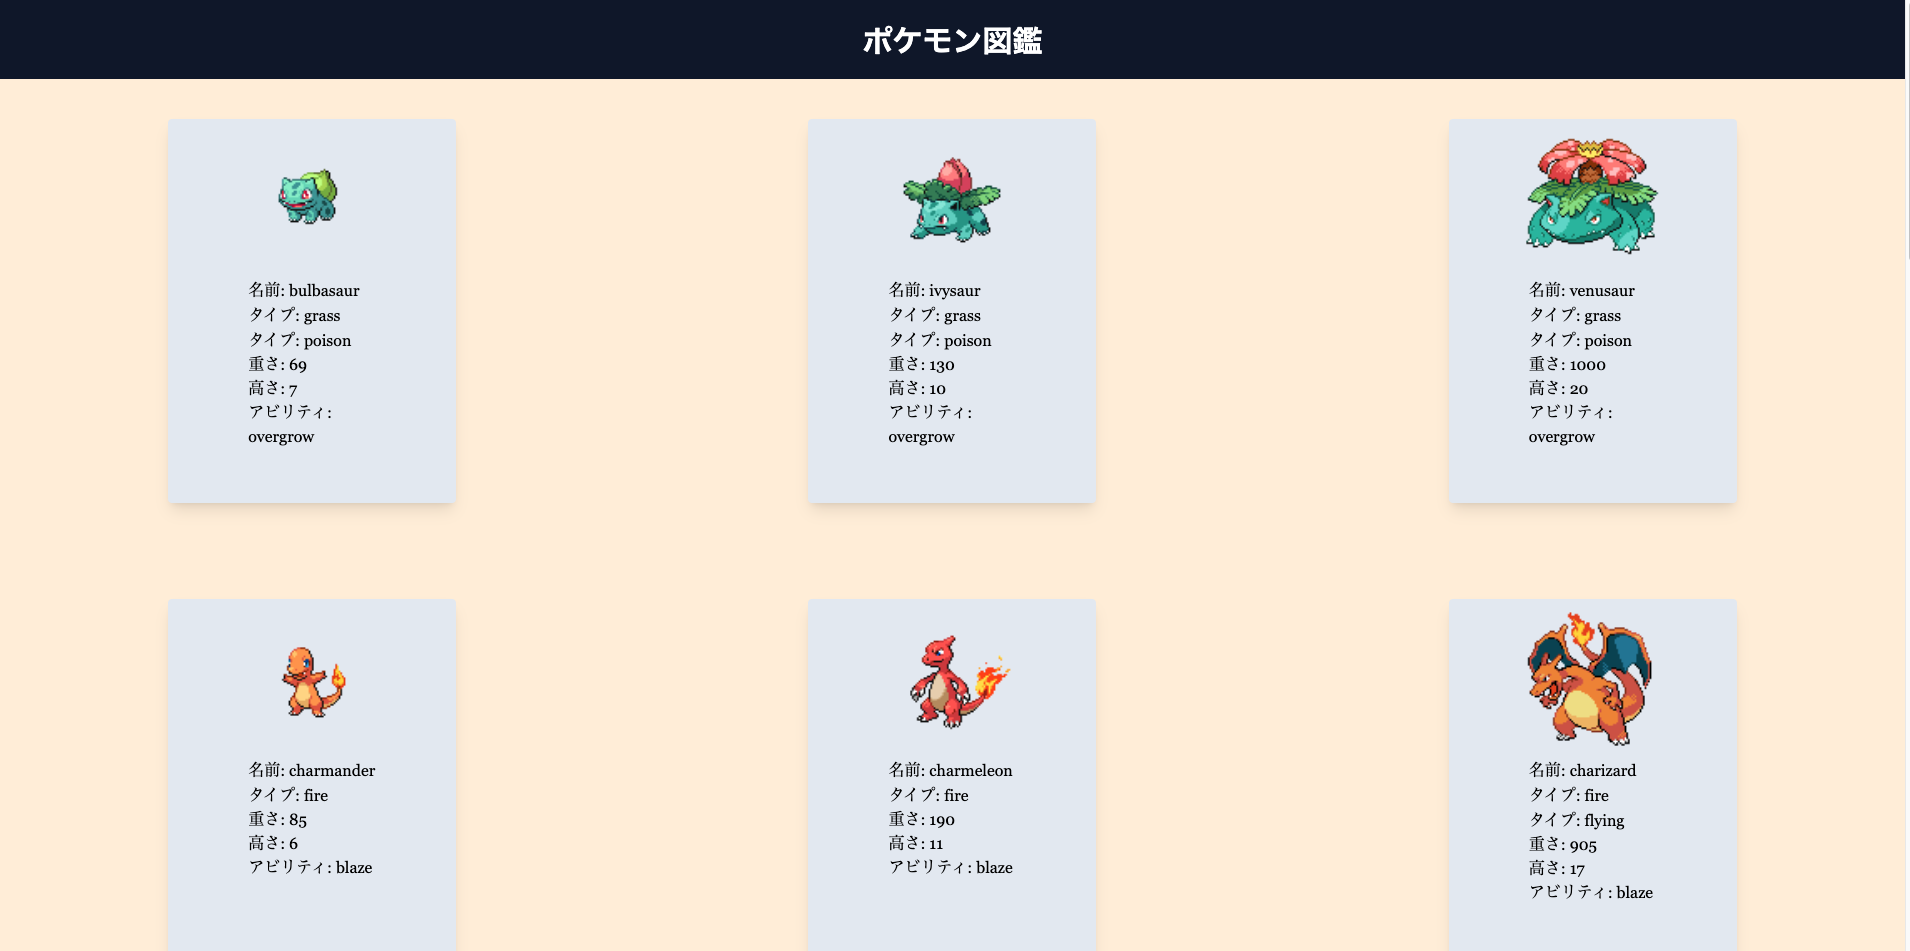 ポケモン図鑑
名前: bulbasaur
タイプ: grass
タイプ: poison
重さ: 69
高さ: 7
アビリティ:
overgrow
名前: ivysaur
タイプ: grass
タイプ: poison
重さ: 130
高さ: 10
アビリティ:
overgrow
名前: venusaur
タイプ: grass
タイプ: poison
重さ: 1000
高さ: 20
アビリティ:
overgrow
名前: charmander
タイプ: fire
重さ: 85
高さ: 6
アビリティ: blaze
名前: charmeleon
タイプ: fire
重さ: 190
高さ: 11
アビリティ: blaze
名前: charizard
タイプ: fire
タイプ: flying
重さ: 905
高さ: 17
アビリティ: blaze